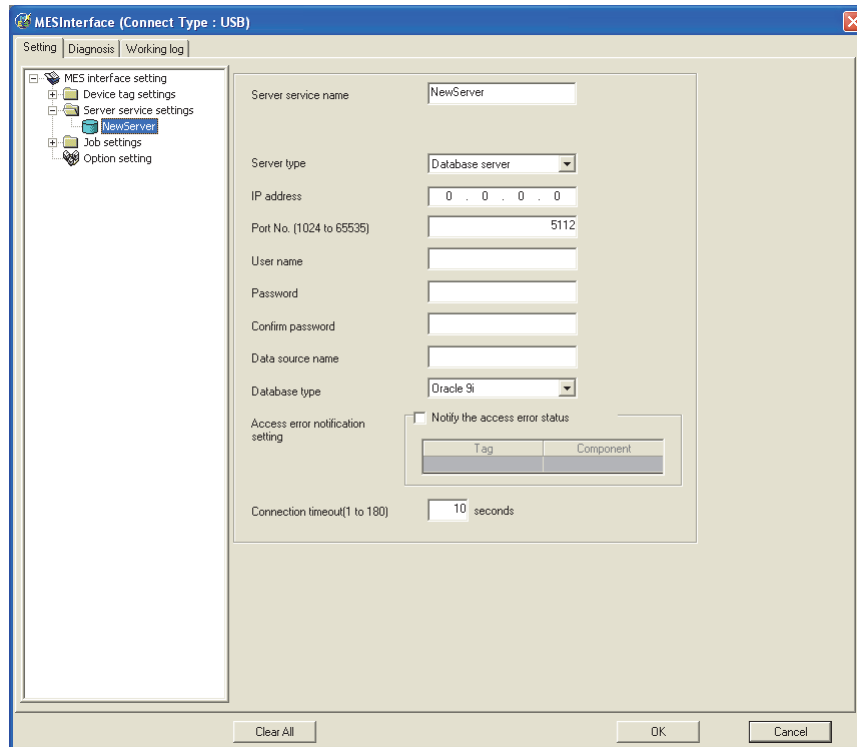 MESInterface (Connect Type : USB)
Setting Diagnosis Working log
MES interface setting
Device tag settings
Server service settings
NewServer
Job settings
Option setting
Server service name NewServer
Server type Database server
IP address 0 . 0 . 0 . 0
Port No. (1024 to 65535) 5112
User name
Password
Confirm password
Data source name
Database type Oracle 9i
Access error notification
setting
Notify the access error status
Tag Component
Connection timeout(1 to 180) 10 seconds
Clear All OK Cancel